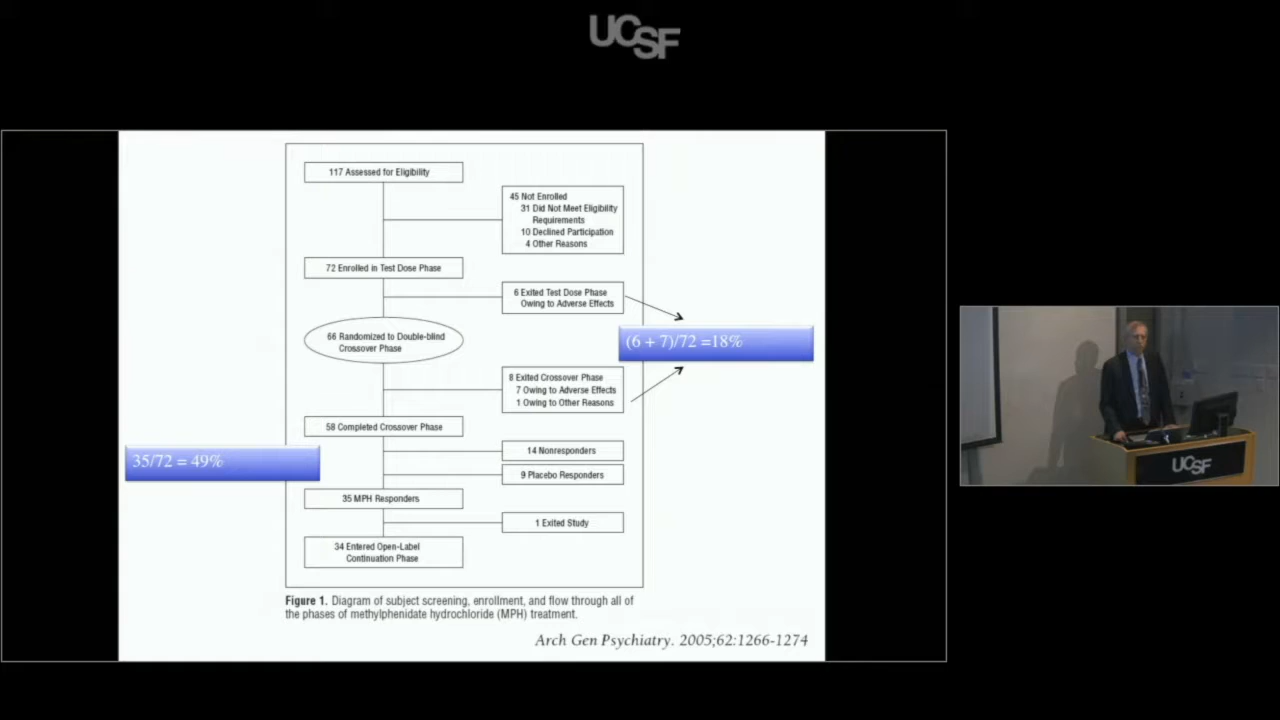 UCSF
117 Assessed for Eligibility
45 Not Enrolled
31 Did Not Meet Eligibility
Requirements
10 Declined Participation
4 Other Reasons
72 Enrolled in Test Dose Phase
6 Exited Test Dose Phase
Owing to Adverse Effects
66 Randomized to Double-blind
Crossover Phase
(6 + 7)/72 =18%
8 Exited Crossover Phase
7 Owing to Adverse Effects
1 Owing to Other Reasons
58 Completed Crossover Phase
14 Nonresponders
35/72 = 49%
9 Placebo Responders
35 MPH Responders
1 Exited Study
34 Entered Open-Label
Continuation Phase
Figure 1. Diagram of subject screening, enrollment, and flow through all of
the phases of methylphenidate hydrochloride (MPH) treatment.
Arch Gen Psychiatry. 2005;62:1266-1274
UCSF